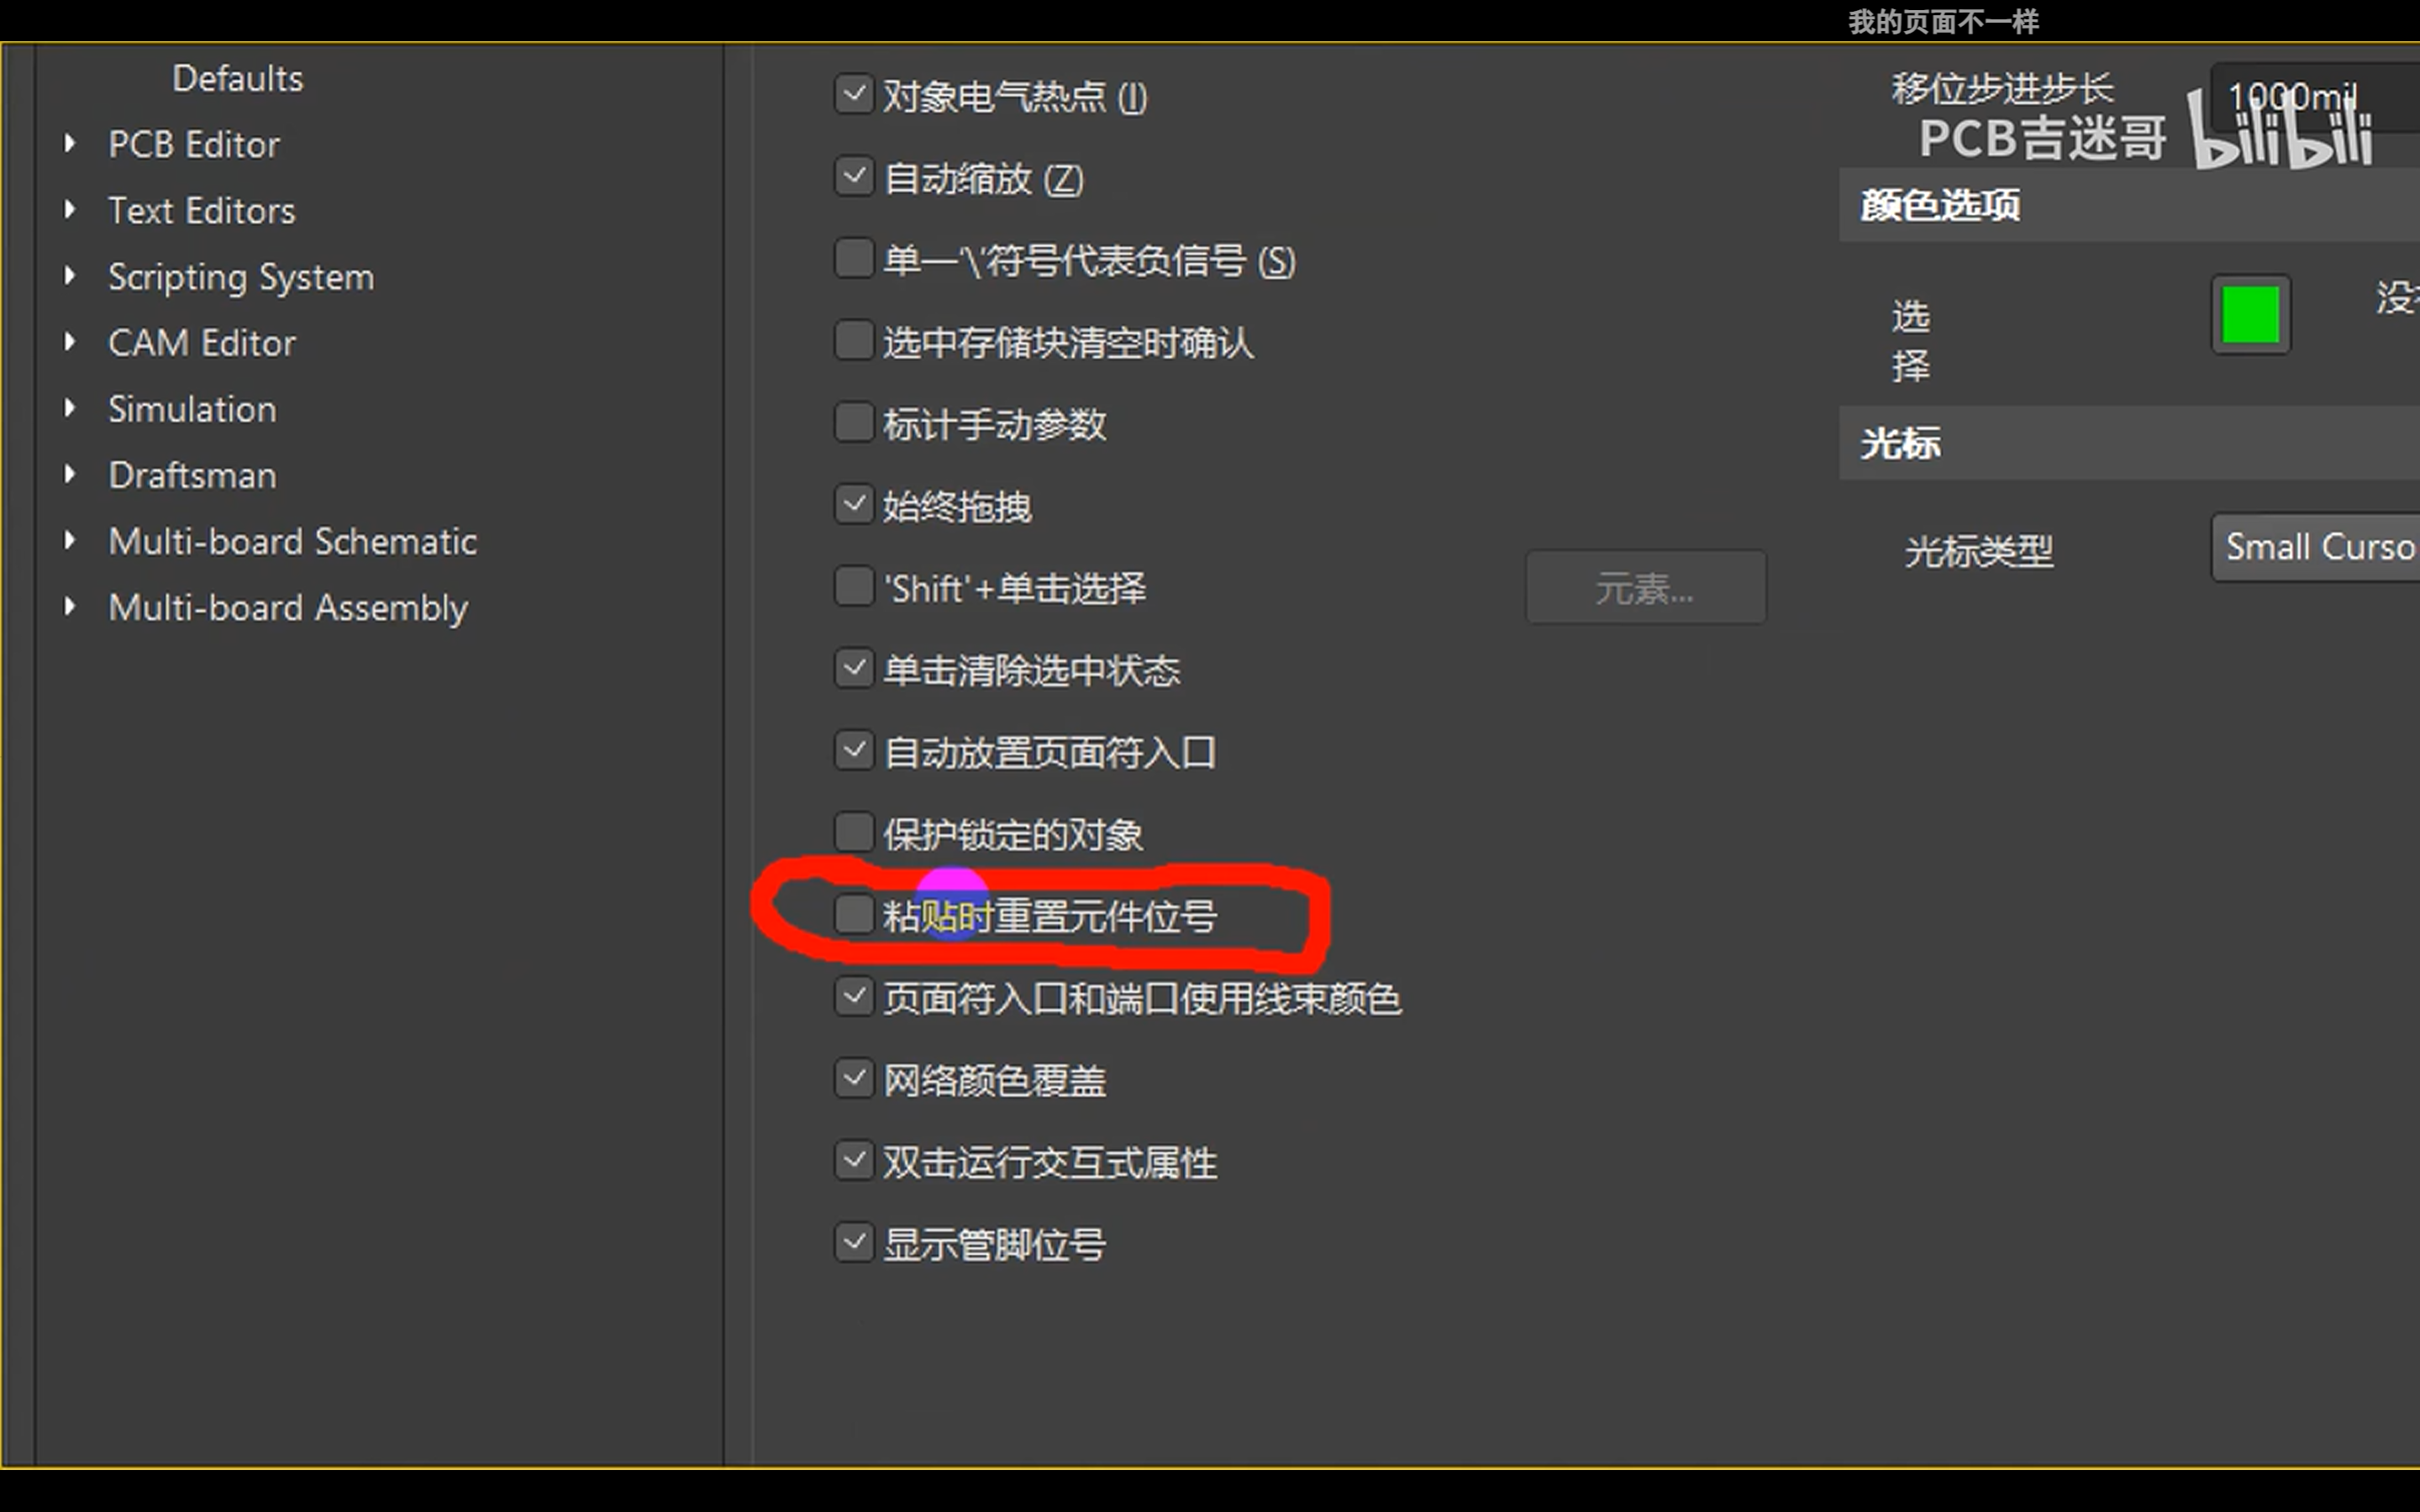 我的页面不一样
Defaults
PCB Editor
Text Editors
Scripting System
CAM Editor
Simulation
Draftsman
Multi-board Schematic
Multi-board Assembly
对象电气热点 (I)
自动缩放 (Z)
单一'\'符号代表负信号 (S)
选中存储块清空时确认
标计手动参数
始终拖拽
'Shift'+单击选择
元素...
单击清除选中状态
自动放置页面符入口
保护锁定的对象
粘贴时重置元件位号
页面符入口和端口使用线束颜色
网络颜色覆盖
双击运行交互式属性
显示管脚位号
移位步进步长
1000mil
PCB吉迷哥 bilibili
颜色选项
选
择
没
光标
光标类型
Small Curso